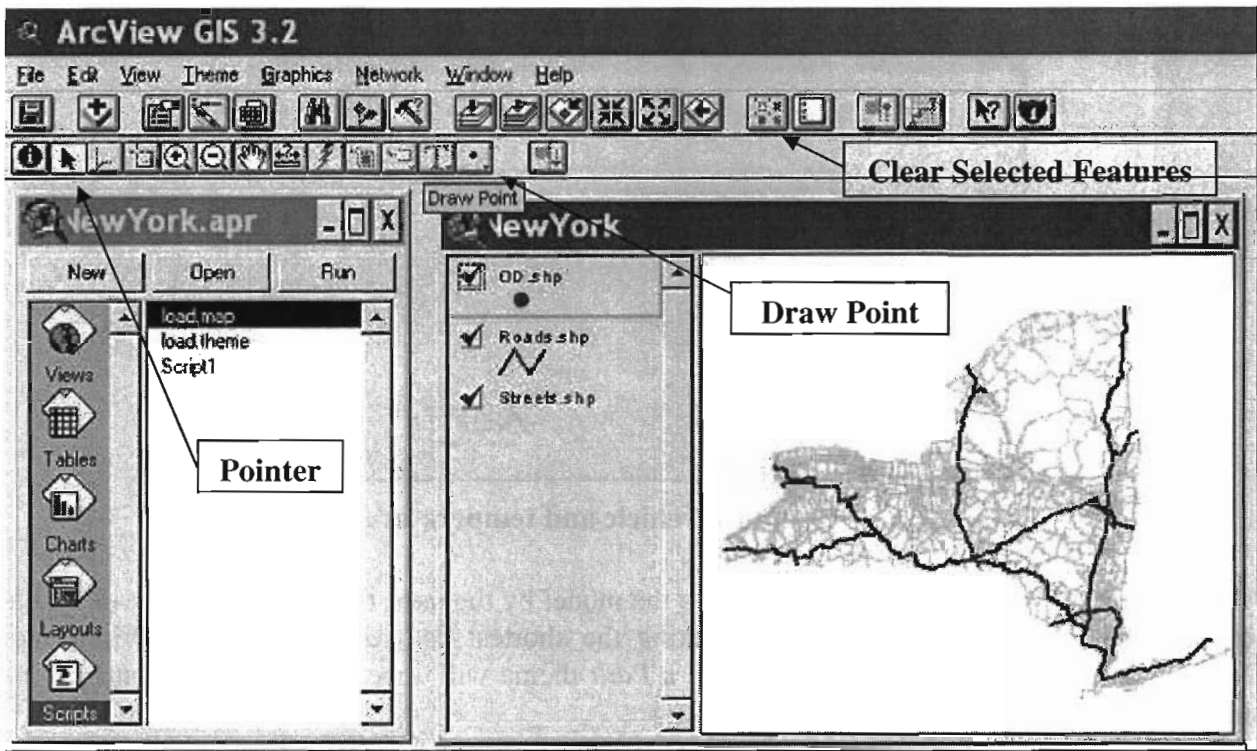 ArcView GIS 3.2
File Edit View Theme Graphics Network Window Help
Clear Selected Features
Draw Point
NewYork.apr
NewYork
New Open Run
OD.shp
load.map
load.theme
Script1
Draw Point
Roads.shp
Views
Streets.shp
Tables
Pointer
Charts
Layouts
Scripts